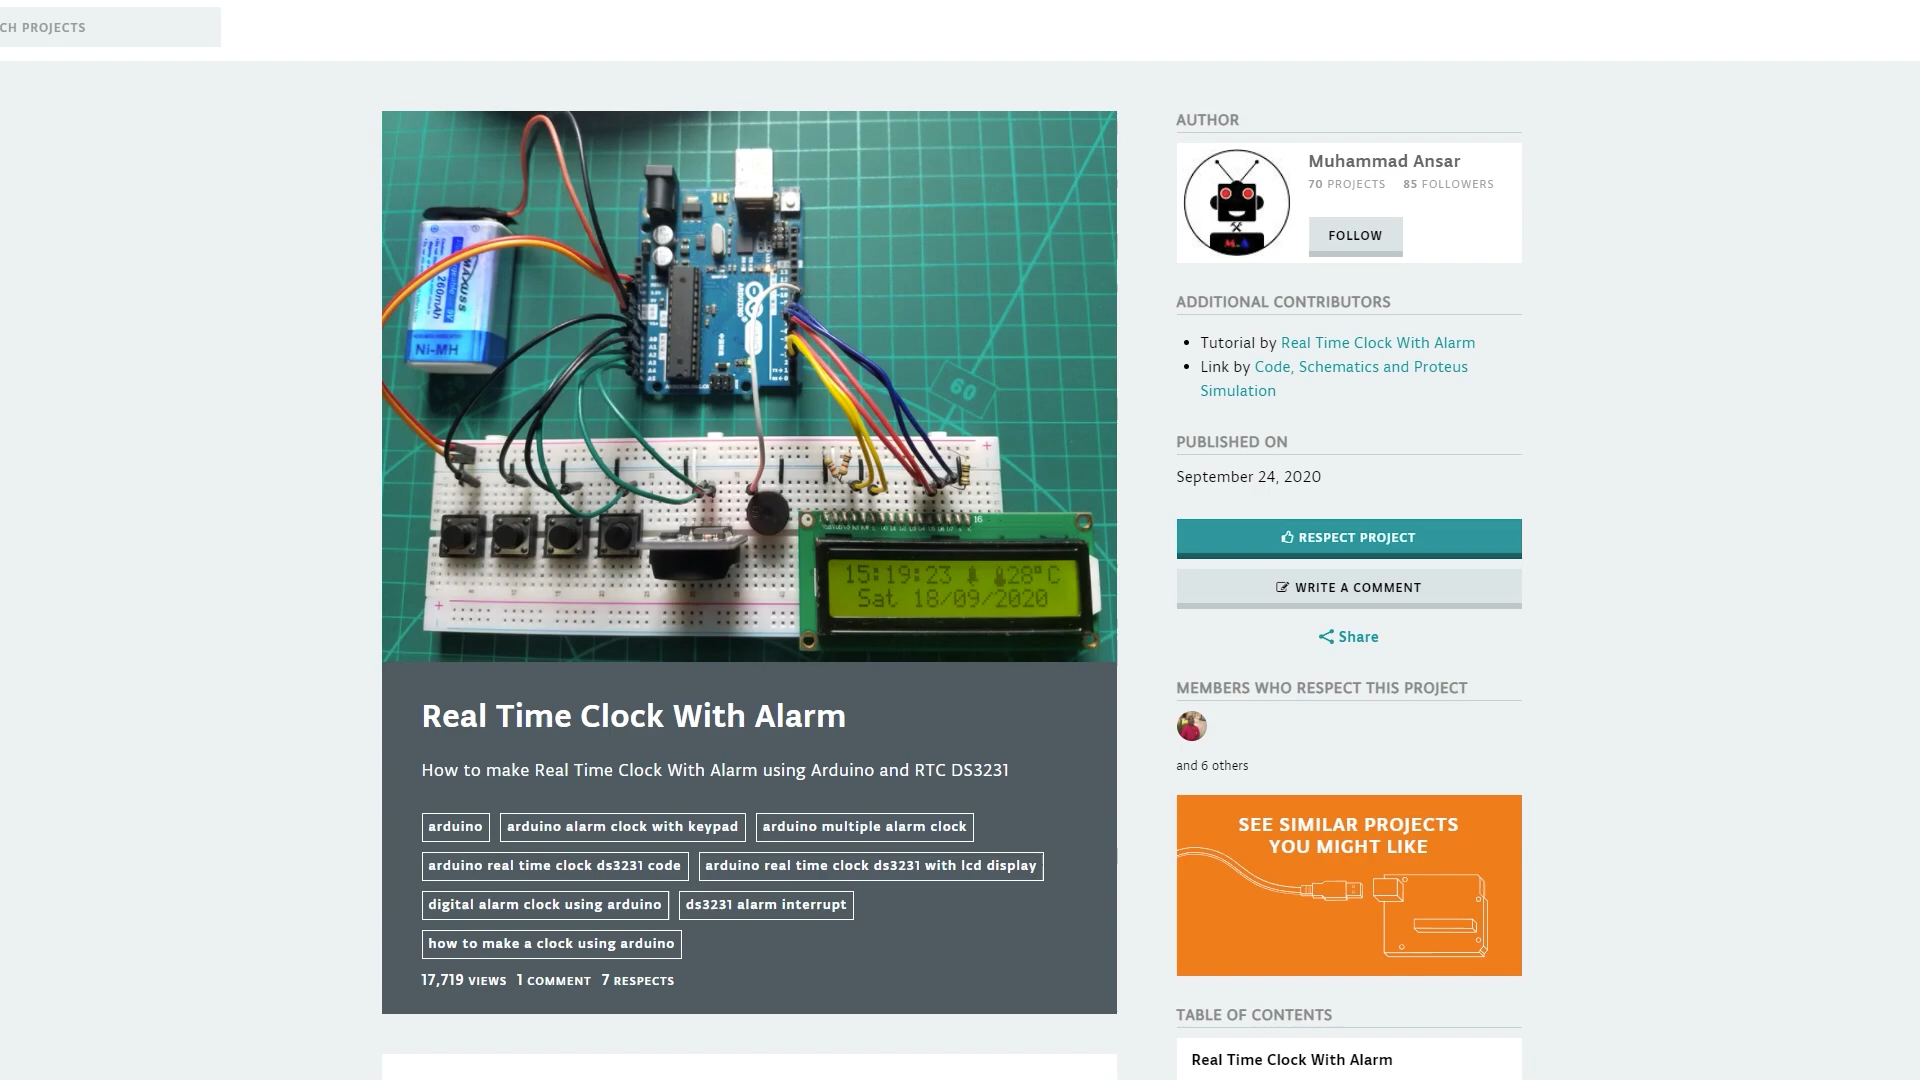 CH PROJECTS
MAXUSS
260mAh
Ni-MH
ARDUINO
60
16
15:19:23 28°C
Sat 18/09/2020
Real Time Clock With Alarm
How to make Real Time Clock With Alarm using Arduino and RTC DS3231
arduino
arduino alarm clock with keypad
arduino multiple alarm clock
arduino real time clock ds3231 code
arduino real time clock ds3231 with lcd display
digital alarm clock using arduino
ds3231 alarm interrupt
how to make a clock using arduino
17,719 VIEWS 1 COMMENT 7 RESPECTS
AUTHOR
Muhammad Ansar
70 PROJECTS 85 FOLLOWERS
M.A
FOLLOW
ADDITIONAL CONTRIBUTORS
Tutorial by Real Time Clock With Alarm
Link by Code, Schematics and Proteus
Simulation
PUBLISHED ON
September 24, 2020
RESPECT PROJECT
WRITE A COMMENT
Share
MEMBERS WHO RESPECT THIS PROJECT
and 6 others
SEE SIMILAR PROJECTS
YOU MIGHT LIKE
TABLE OF CONTENTS
Real Time Clock With Alarm